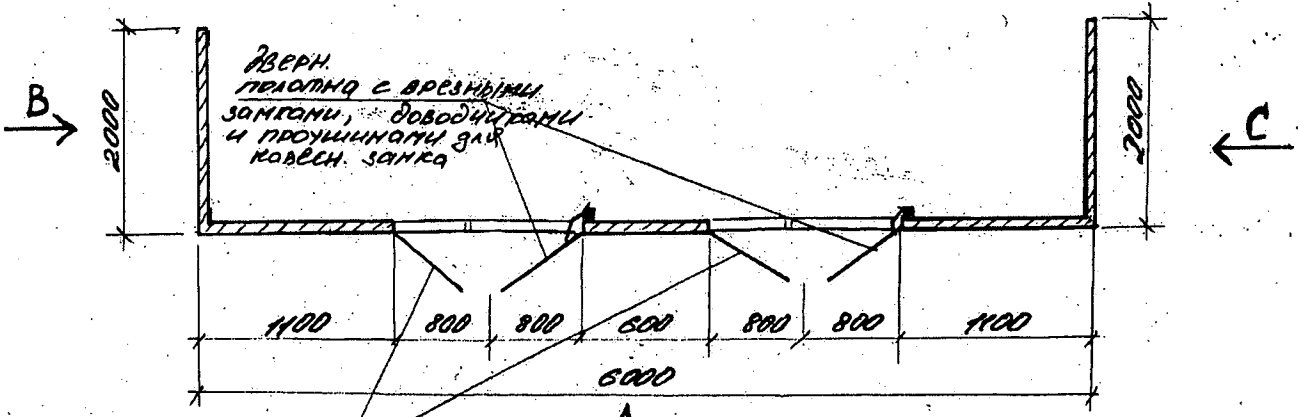 Дверн.
полотна с врезными
замками, доводчиками
и проушинами для
навесн. замка
B
2000
2000
C
1100 800 800 600 800 800 1100
6000
A